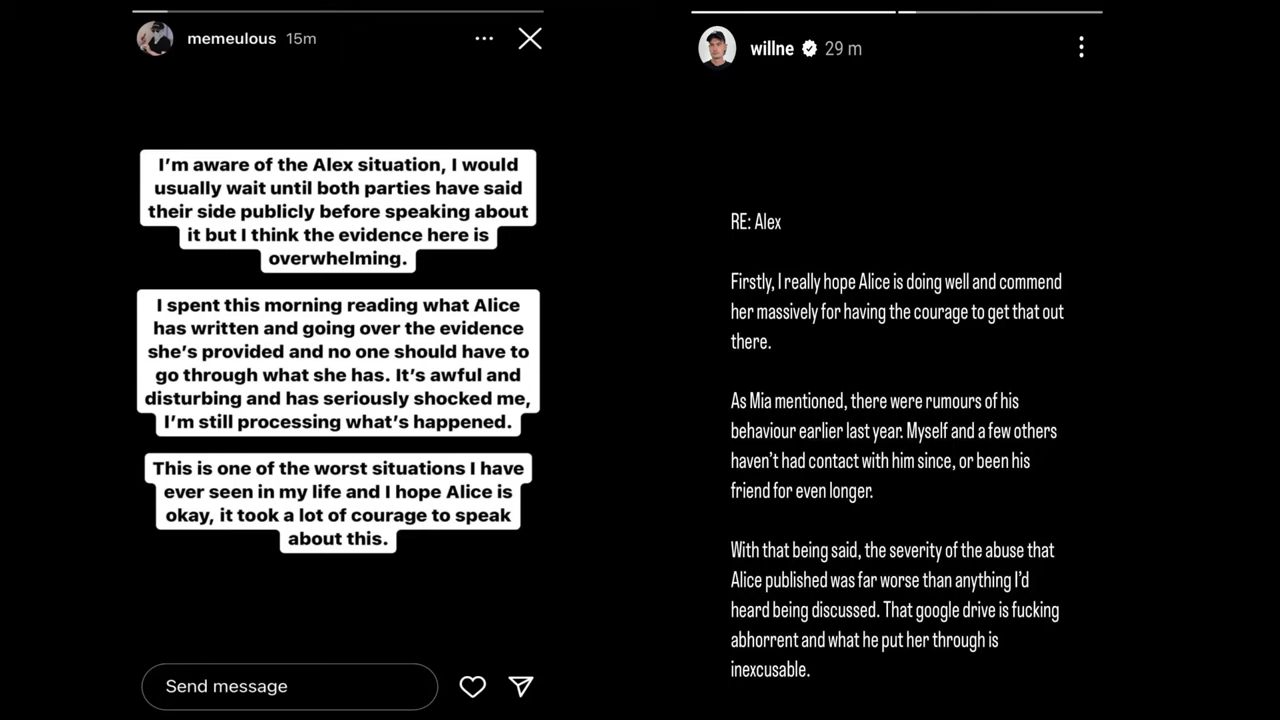 memeulous 15m
I'm aware of the Alex situation, I would
usually wait until both parties have said
their side publicly before speaking about
it but I think the evidence here is
overwhelming.
I spent this morning reading what Alice
has written and going over the evidence
she's provided and no one should have to
go through what she has. It's awful and
disturbing and has seriously shocked me,
I'm still processing what's happened.
This is one of the worst situations I have
ever seen in my life and I hope Alice is
okay, it took a lot of courage to speak
about this.
Send message
willne 29 m
RE: Alex
Firstly, I really hope Alice is doing well and commend
her massively for having the courage to get that out
there.
As Mia mentioned, there were rumours of his
behaviour earlier last year. Myself and a few others
haven't had contact with him since, or been his
friend for even longer.
With that being said, the severity of the abuse that
Alice published was far worse than anything I'd
heard being discussed. That google drive is fucking
abhorrent and what he put her through is
inexcusable.